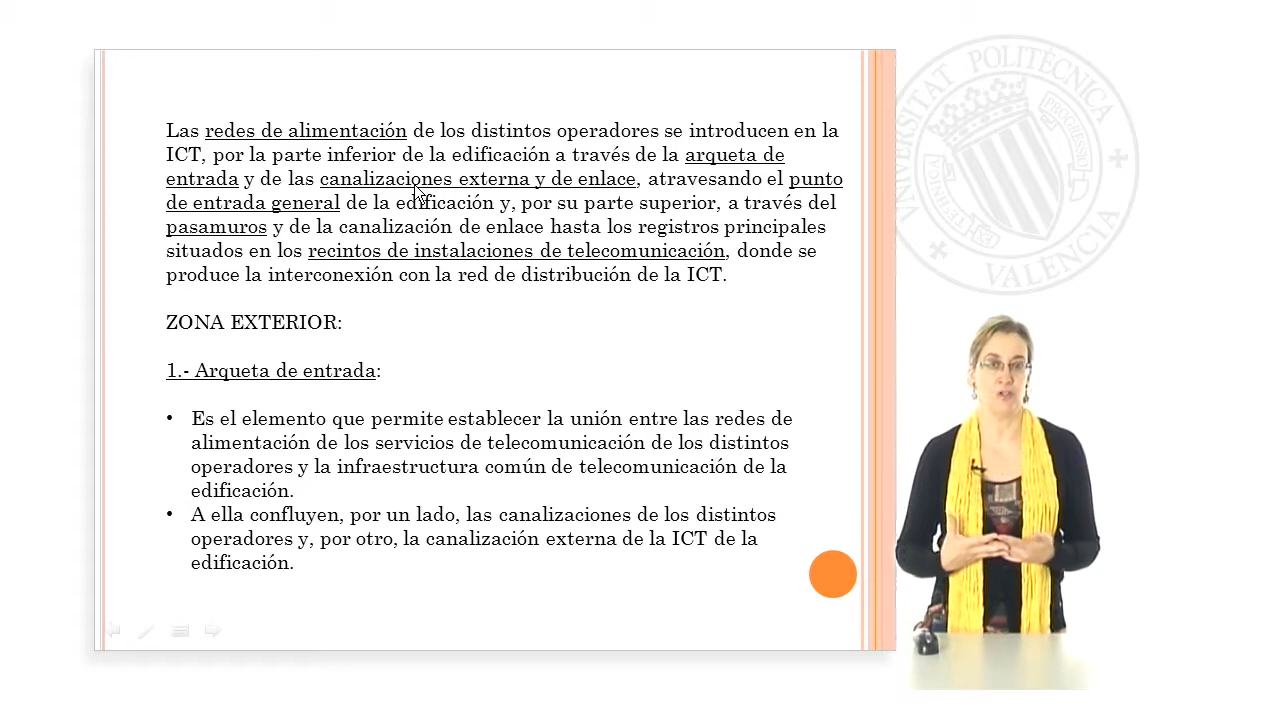 Las redes de alimentación de los distintos operadores se introducen en la
ICT, por la parte inferior de la edificación a través de la arqueta de
entrada y de las canalizaciones externa y de enlace, atravesando el punto
de entrada general de la edificación y, por su parte superior, a través del
pasamuros y de la canalización de enlace hasta los registros principales
situados en los recintos de instalaciones de telecomunicación, donde se
produce la interconexión con la red de distribución de la ICT.
ZONA EXTERIOR:
1.- Arqueta de entrada:
• Es el elemento que permite establecer la unión entre las redes de
alimentación de los servicios de telecomunicación de los distintos
operadores y la infraestructura común de telecomunicación de la
edificación.
• A ella confluyen, por un lado, las canalizaciones de los distintos
operadores y, por otro, la canalización externa de la ICT de la
edificación.
UNIVERSITAT POLITÈCNICA
VALÈNCIA